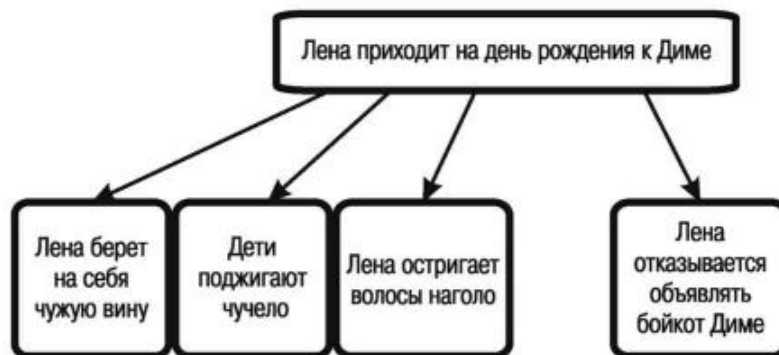 Лена приходит на день рождения к Диме
Лена берет
на себя
чужую вину
Дети
поджигают
чучело
Лена остригает
волосы наголо
Лена
отказывается
объявлять
бойкот Диме